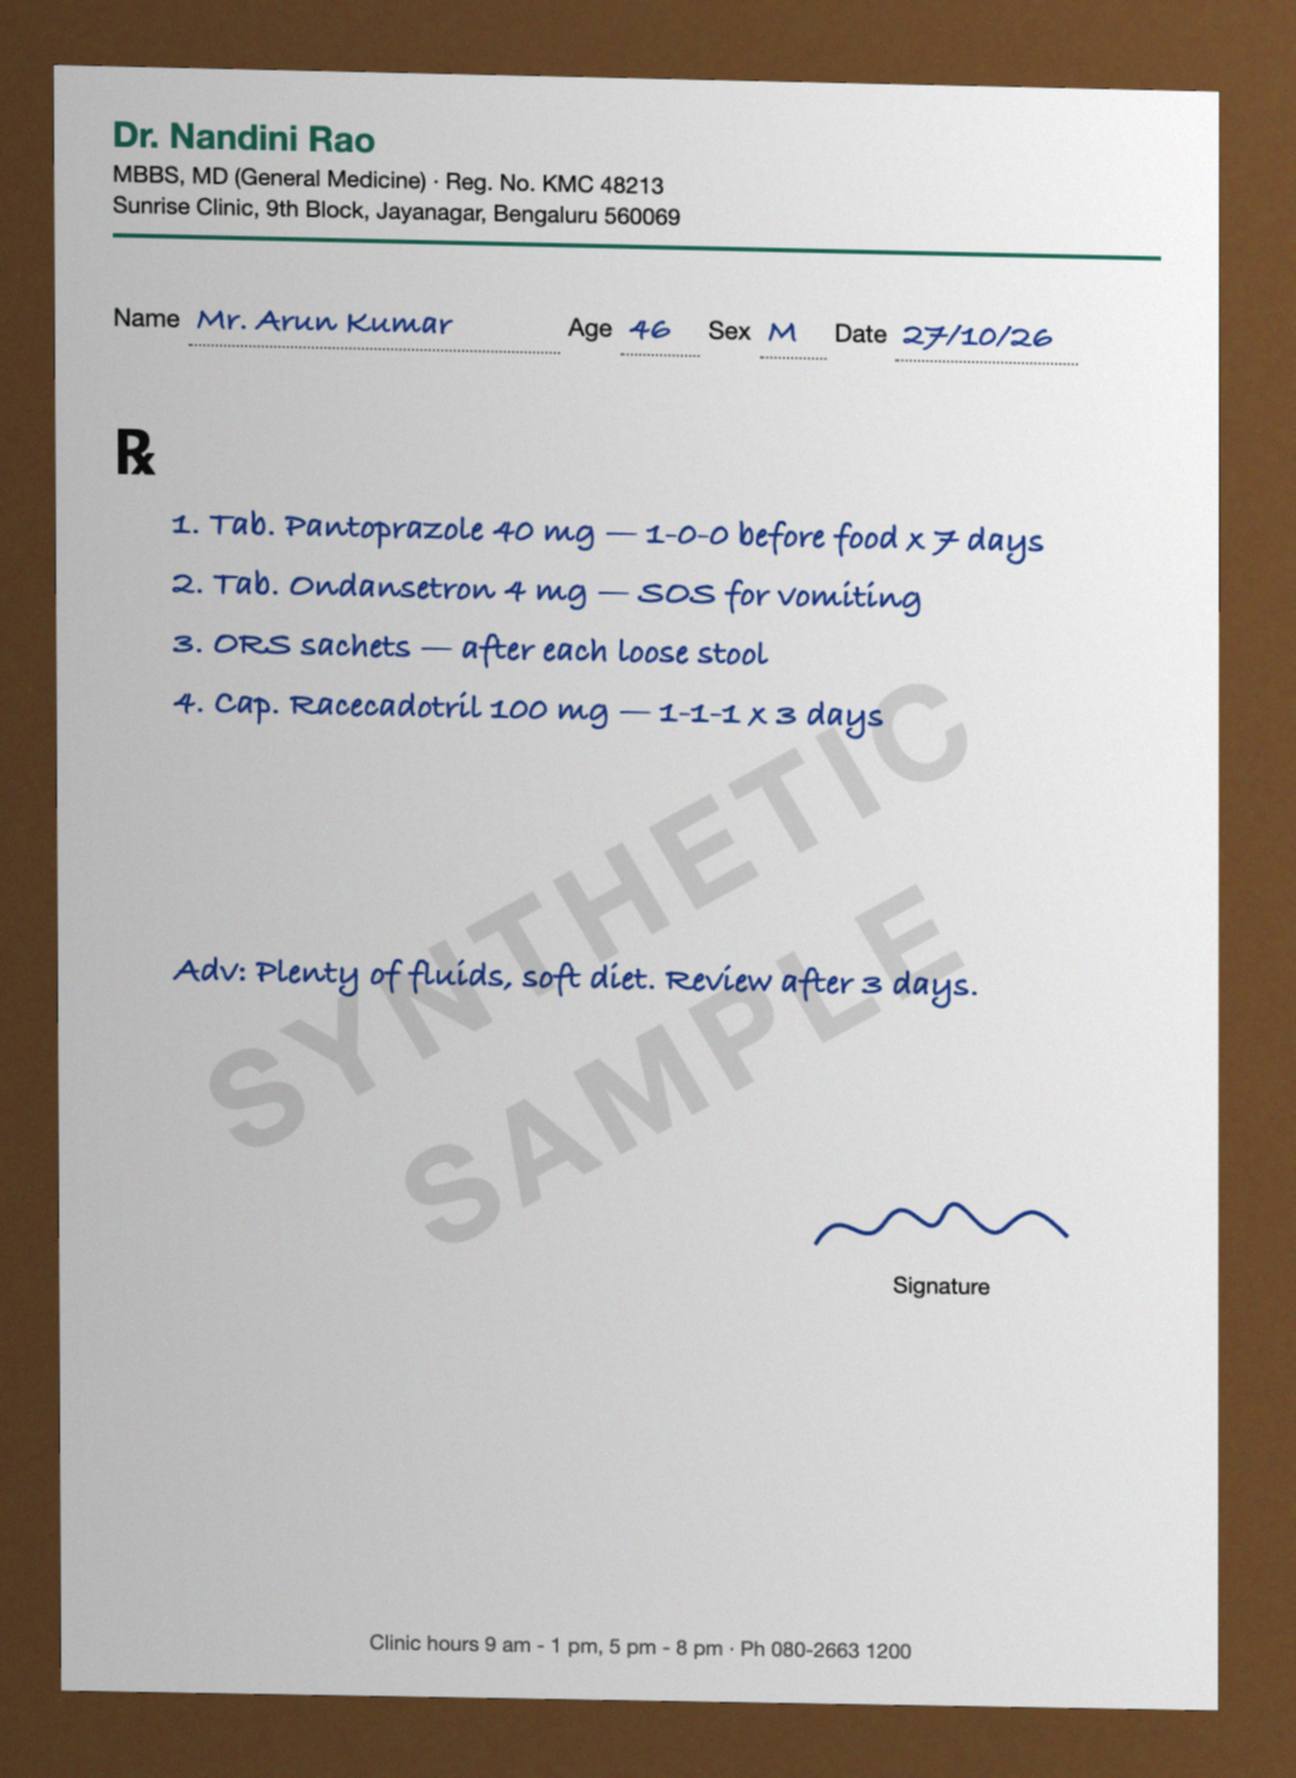 Dr. Nandini Rao
MBBS, MD (General Medicine) · Reg. No. KMC 48213
Sunrise Clinic, 9th Block, Jayanagar, Bengaluru 560069
Name Mr. Arun Kumar Age 46 Sex M Date 27/10/26
℞
1. Tab. Pantoprazole 40 mg — 1-0-0 before food x 7 days
2. Tab. Ondansetron 4 mg — SOS for vomiting
3. ORS sachets — after each loose stool
4. Cap. Racecadotril 100 mg — 1-1-1 x 3 days
Adv: Plenty of fluids, soft diet. Review after 3 days.
SYNTHETIC
SAMPLE
Signature
Clinic hours 9 am - 1 pm, 5 pm - 8 pm · Ph 080-2663 1200